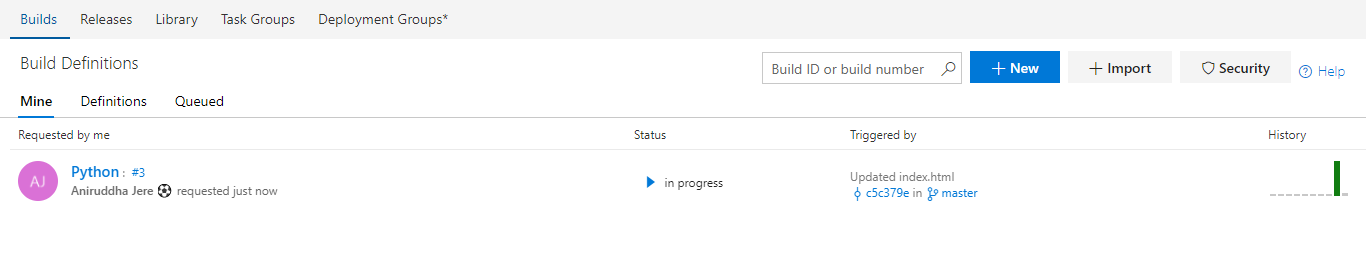 Builds Releases Library Task Groups Deployment Groups*
Build Definitions
Build ID or build number
New
Import
Security
Help
Mine Definitions Queued
Requested by me Status Triggered by History
AJ
Python : #3
Aniruddha Jere ⚽ requested just now
in progress
Updated index.html
c5c379e in master